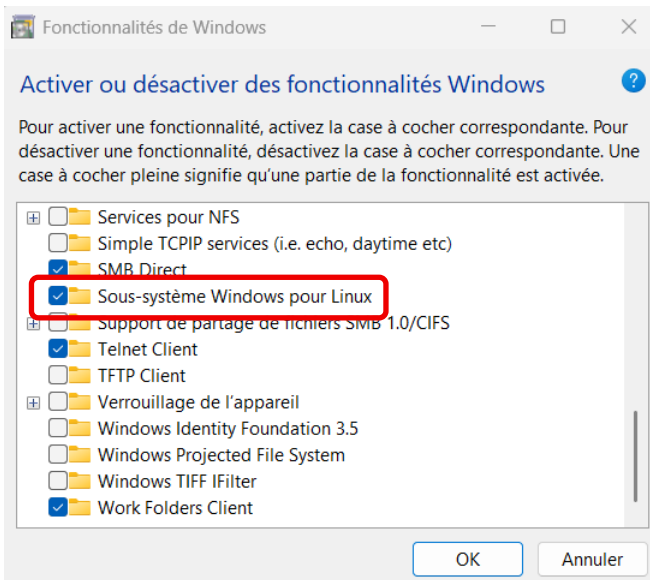 Fonctionnalités de Windows
Activer ou désactiver des fonctionnalités Windows
?
Pour activer une fonctionnalité, activez la case à cocher correspondante. Pour
désactiver une fonctionnalité, désactivez la case à cocher correspondante. Une
case à cocher pleine signifie qu'une partie de la fonctionnalité est activée.
Services pour NFS
Simple TCPIP services (i.e. echo, daytime etc)
SMB Direct
Sous-système Windows pour Linux
Support de partage de fichiers SMB 1.0/CIFS
Telnet Client
TFTP Client
Verrouillage de l'appareil
Windows Identity Foundation 3.5
Windows Projected File System
Windows TIFF IFilter
Work Folders Client
OK Annuler